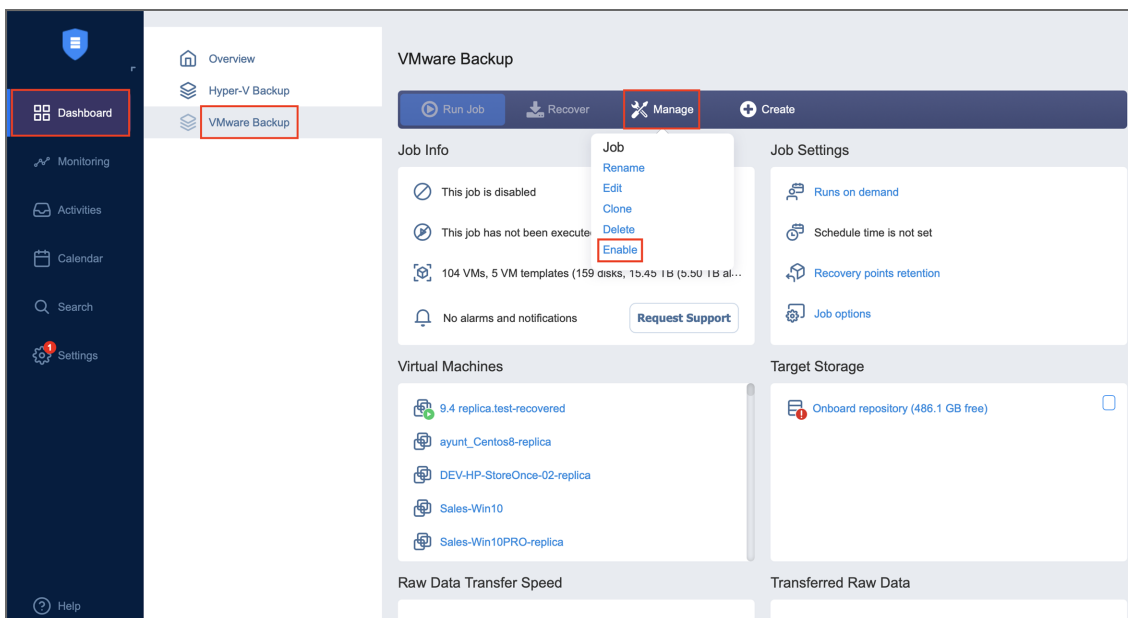 Dashboard
Monitoring
Activities
Calendar
Search
1
Settings
Help
Overview
Hyper-V Backup
VMware Backup
VMware Backup
Run Job
Recover
Manage
Create
Job
Rename
Edit
Clone
Delete
Enable
Job Info
This job is disabled
This job has not been execute
104 VMs, 5 VM templates (159 disks, 15.45 TB (5.50 TB al...
No alarms and notifications
Request Support
Job Settings
Runs on demand
Schedule time is not set
Recovery points retention
Job options
Virtual Machines
9.4 replica.test-recovered
ayunt_Centos8-replica
DEV-HP-StoreOnce-02-replica
Sales-Win10
Sales-Win10PRO-replica
Target Storage
Onboard repository (486.1 GB free)
Raw Data Transfer Speed
Transferred Raw Data